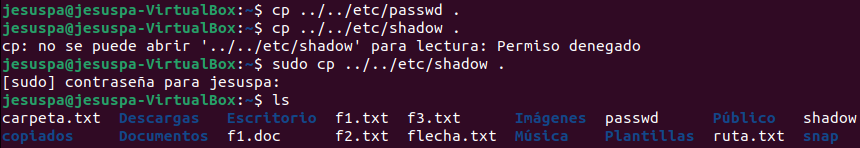 jesuspa@jesuspa-VirtualBox:~$ cp ../../etc/passwd .
jesuspa@jesuspa-VirtualBox:~$ cp ../../etc/shadow .
cp: no se puede abrir '../../etc/shadow' para lectura: Permiso denegado
jesuspa@jesuspa-VirtualBox:~$ sudo cp ../../etc/shadow .
[sudo] contraseña para jesuspa:
jesuspa@jesuspa-VirtualBox:~$ ls
carpeta.txt  Descargas   Escritorio  f1.txt  f3.txt      Imágenes  passwd      Público   shadow
copiados     Documentos  f1.doc      f2.txt  flecha.txt  Música    Plantillas  ruta.txt  snap